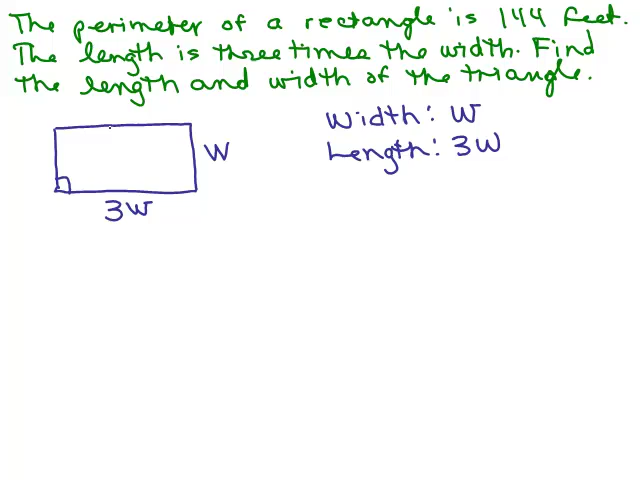 The perimeter of a rectangle is 144 feet.
The length is three times the width. Find
the length and width of the triangle.
Width: W
Length: 3W
W
3W